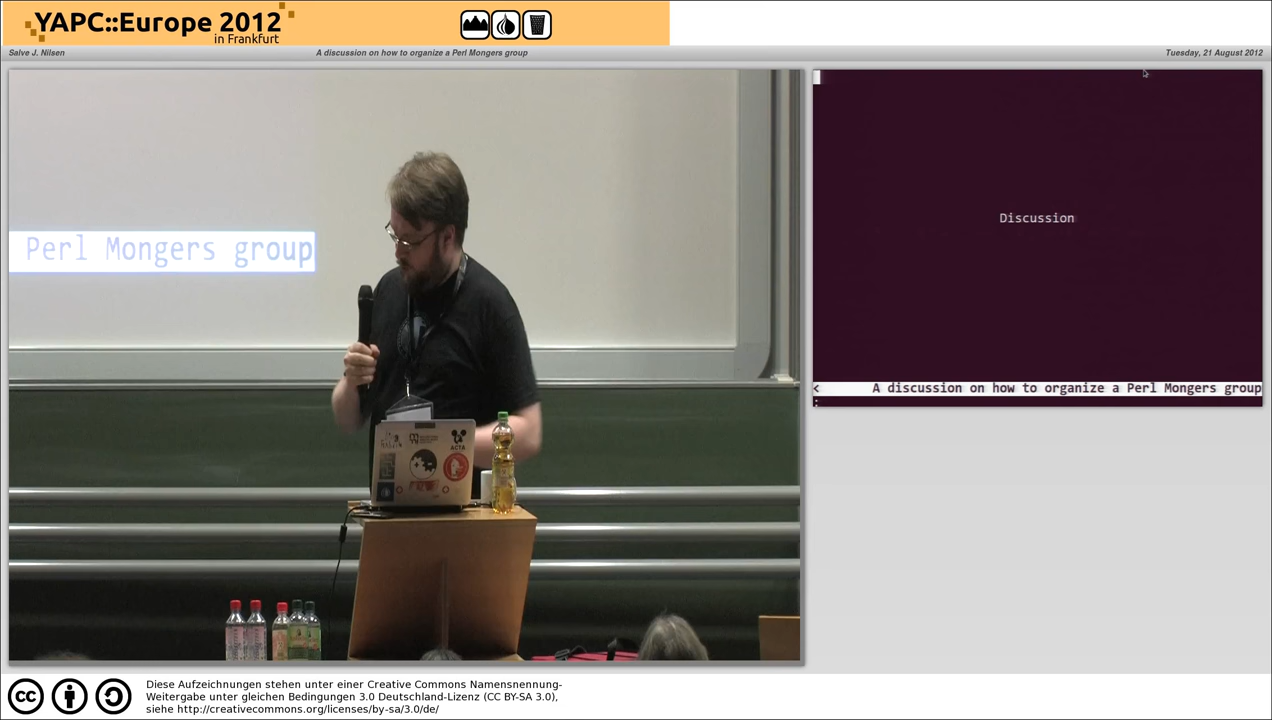 YAPC::Europe 2012
in Frankfurt
Salve J. Nilsen
A discussion on how to organize a Perl Mongers group
Tuesday, 21 August 2012
Perl Mongers group
ACTA
Discussion
< A discussion on how to organize a Perl Mongers group
:
cc
Diese Aufzeichnungen stehen unter einer Creative Commons Namensnennung-
Weitergabe unter gleichen Bedingungen 3.0 Deutschland-Lizenz (CC BY-SA 3.0),
siehe http://creativecommons.org/licenses/by-sa/3.0/de/